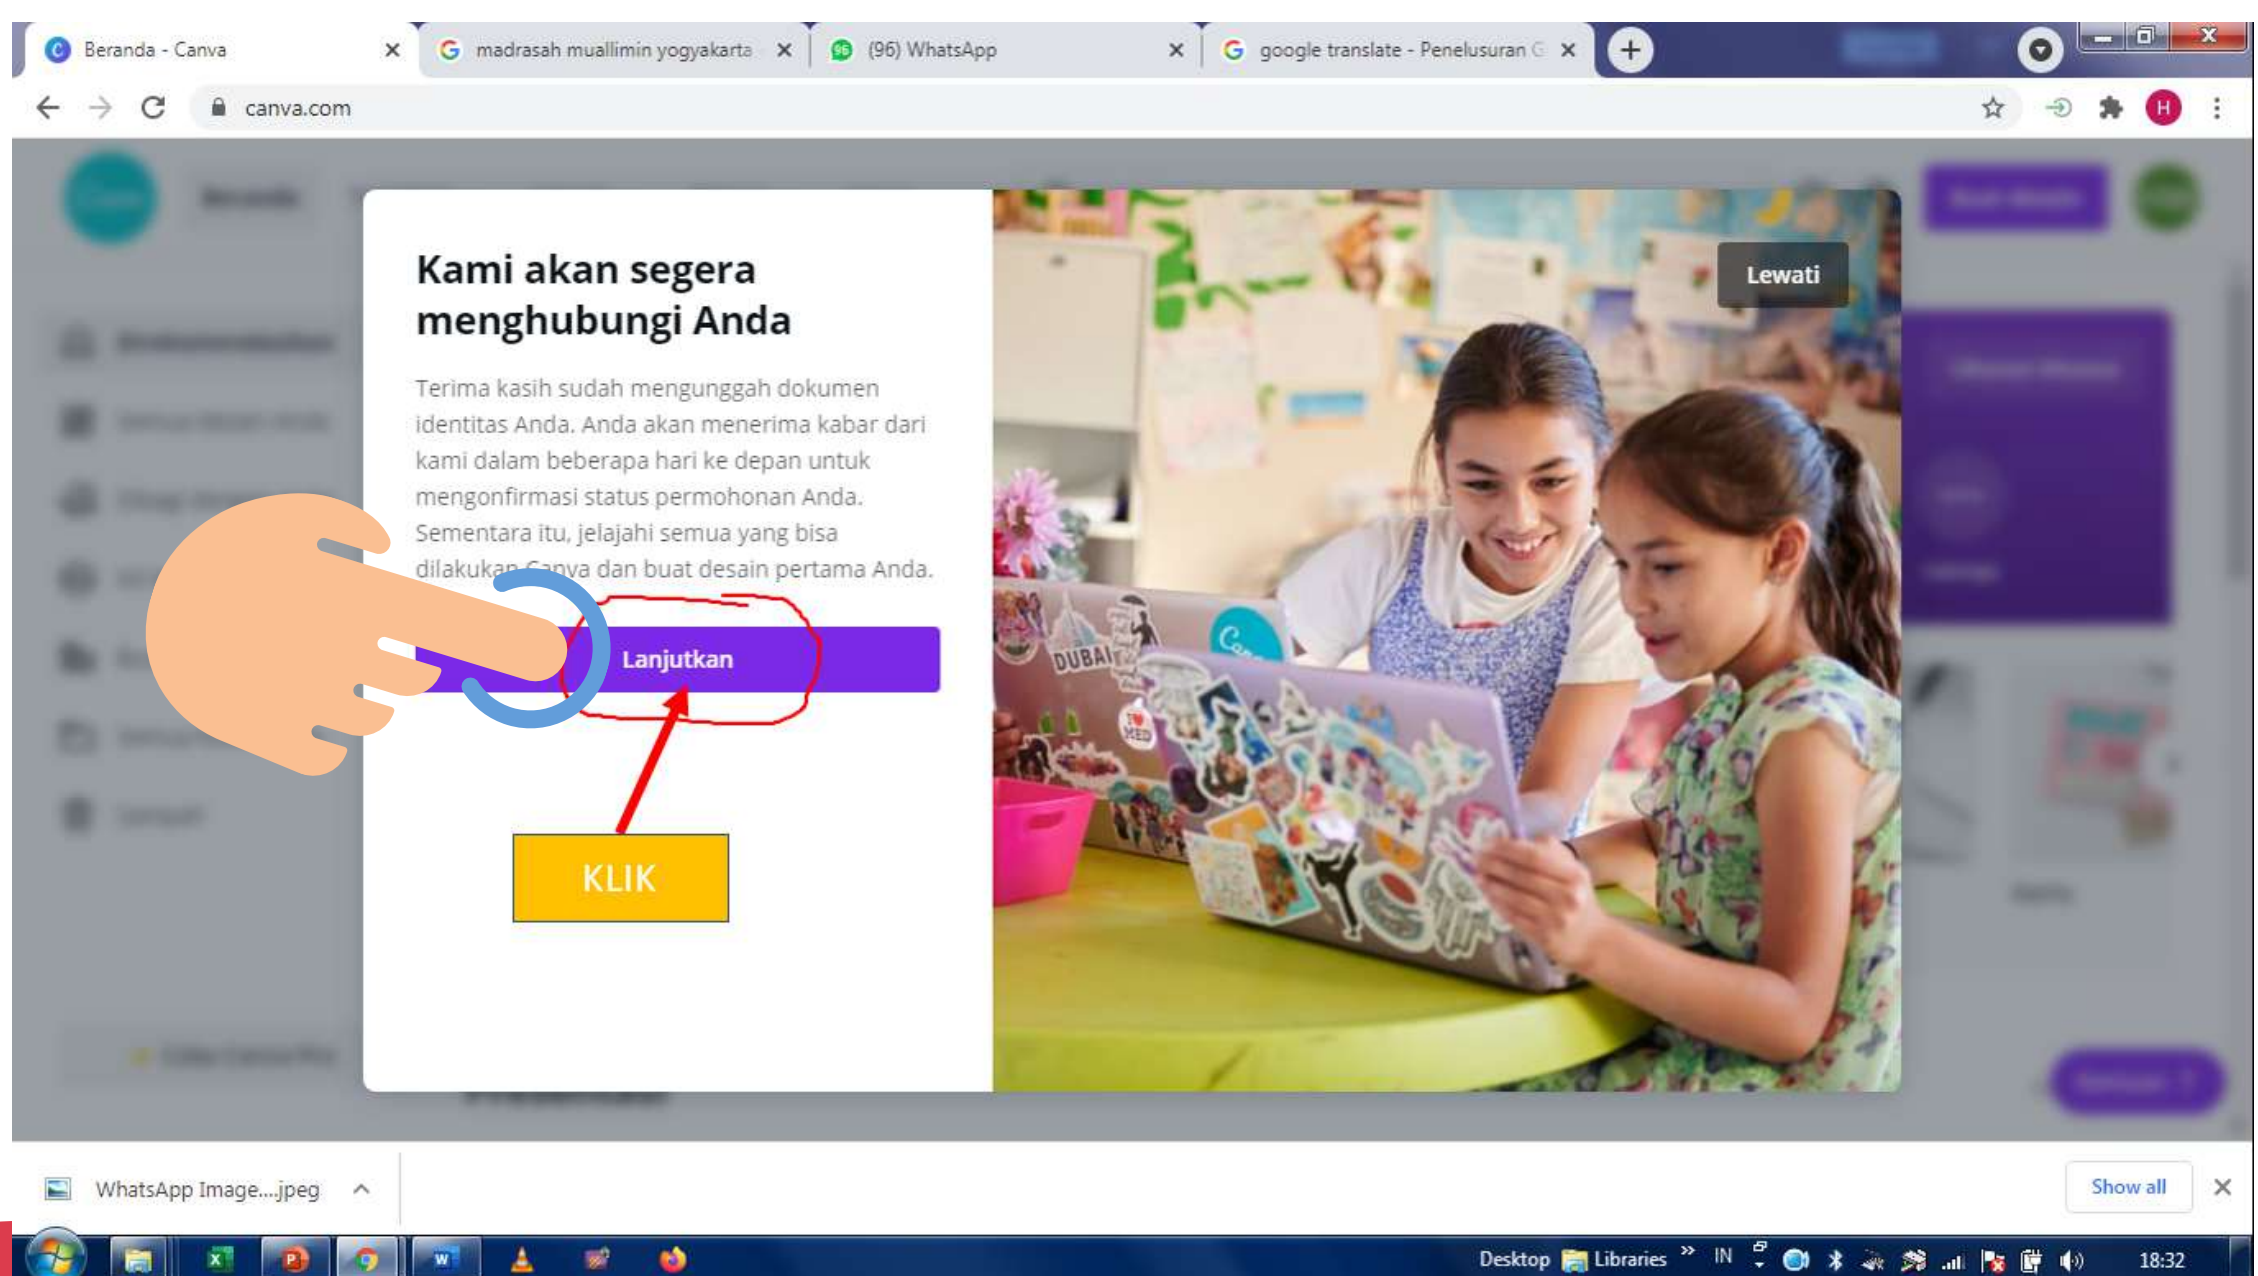 Beranda - Canva
madrasah muallimin yogyakarta
(96) WhatsApp
google translate - Penelusuran G
canva.com
H
Kami akan segera
menghubungi Anda
Lewati
Terima kasih sudah mengunggah dokumen
identitas Anda. Anda akan menerima kabar dari
kami dalam beberapa hari ke depan untuk
mengonfirmasi status permohonan Anda.
Sementara itu, jelajahi semua yang bisa
dilakukan Canva dan buat desain pertama Anda.
Lanjutkan
DUBAI
KLIK
WhatsApp Image....jpeg
Show all
Desktop
Libraries
IN
18:32